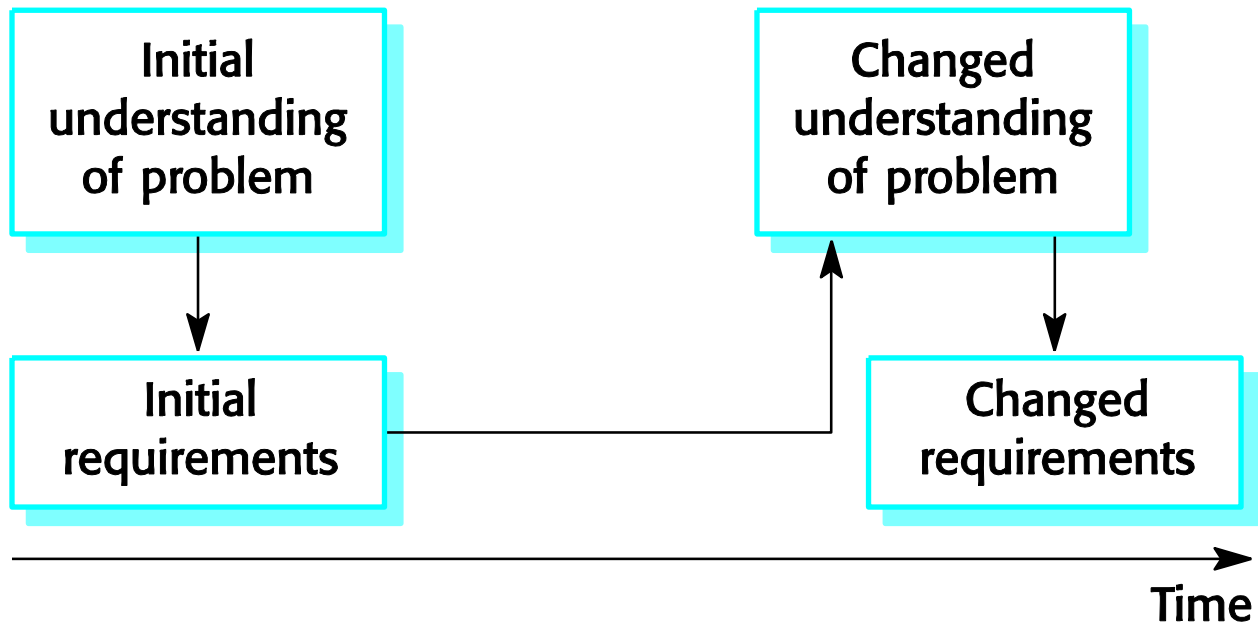 Initial
understanding
of problem
Changed
understanding
of problem
Initial
requirements
Changed
requirements
Time